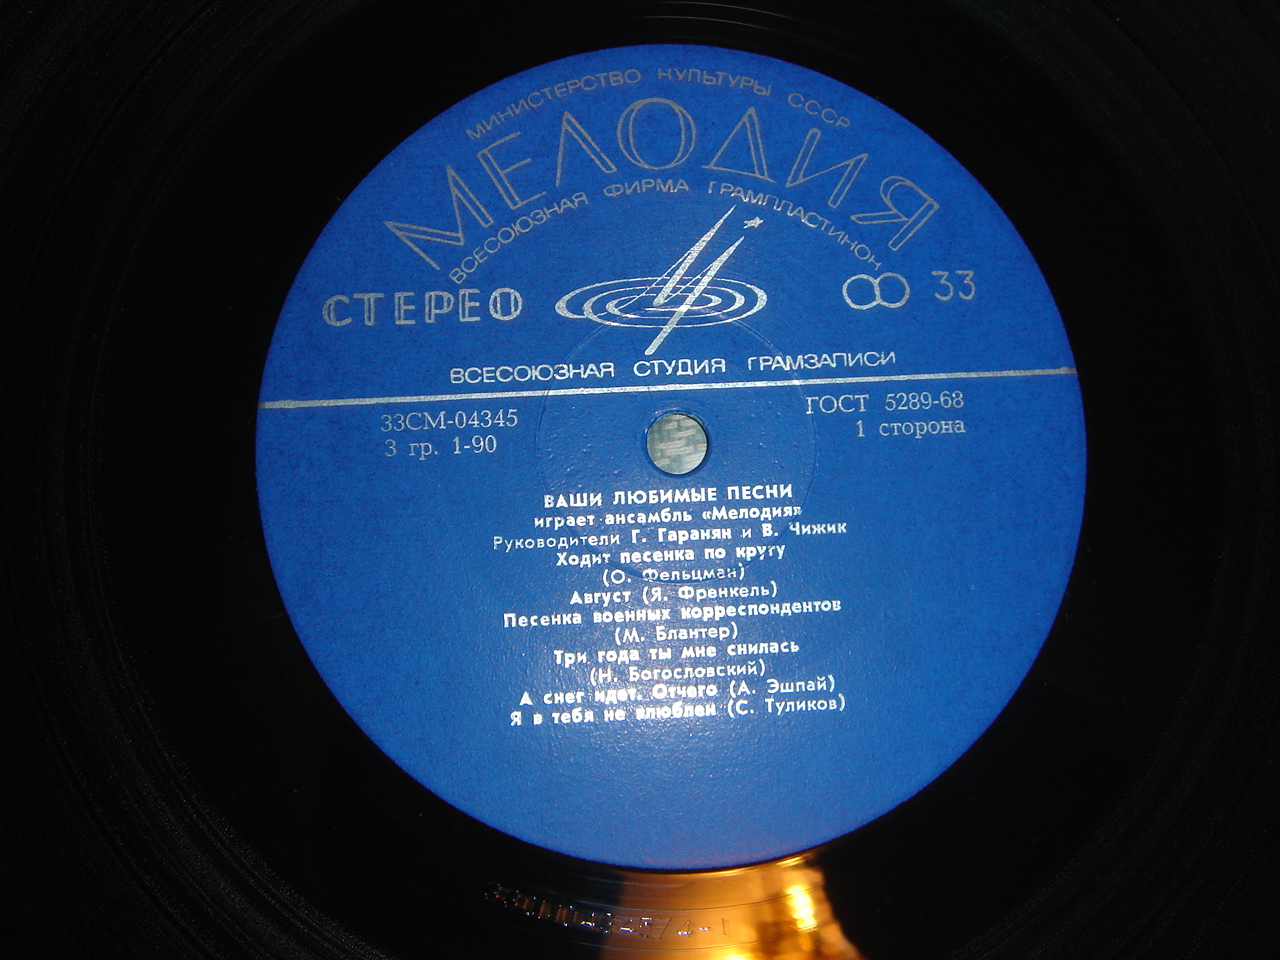 МИНИСТЕРСТВО КУЛЬТУРЫ СССР
МЕЛОДИЯ
ВСЕСОЮЗНАЯ ФИРМА ГРАМПЛАСТИНОК
СТЕРЕО
33
ВСЕСОЮЗНАЯ СТУДИЯ ГРАМЗАПИСИ
33СМ-04345
ГОСТ 5289-68
3 гр. 1-90
1 сторона
ВАШИ ЛЮБИМЫЕ ПЕСНИ
играет ансамбль «Мелодия»
Руководители Г. Гаранян и В. Чижик
Ходит песенка по кругу
(О. Фельцман)
Август (Я. Френкель)
Песенка военных корреспондентов
(М. Блантер)
Три года ты мне снилась
(Н. Богословский)
А снег идет. Отчего (А. Эшпай)
Я в тебя не влюблен (С. Туликов)